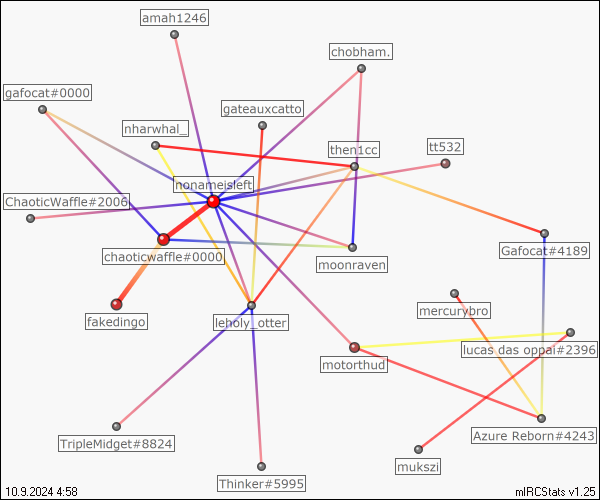 amah1246
chobham.
gafocat#0000
gateauxcatto
nharwhal_
then1cc
tt532
nonameisleft
ChaoticWaffle#2006
chaoticwaffle#0000
Gafocat#4189
moonraven
mercurybro
fakedingo
leholy_otter
lucas das oppai#2396
motorthud
Azure Reborn#4243
TripleMidget#8824
mukszi
Thinker#5995
10.9.2024 4:58
mIRCStats v1.25